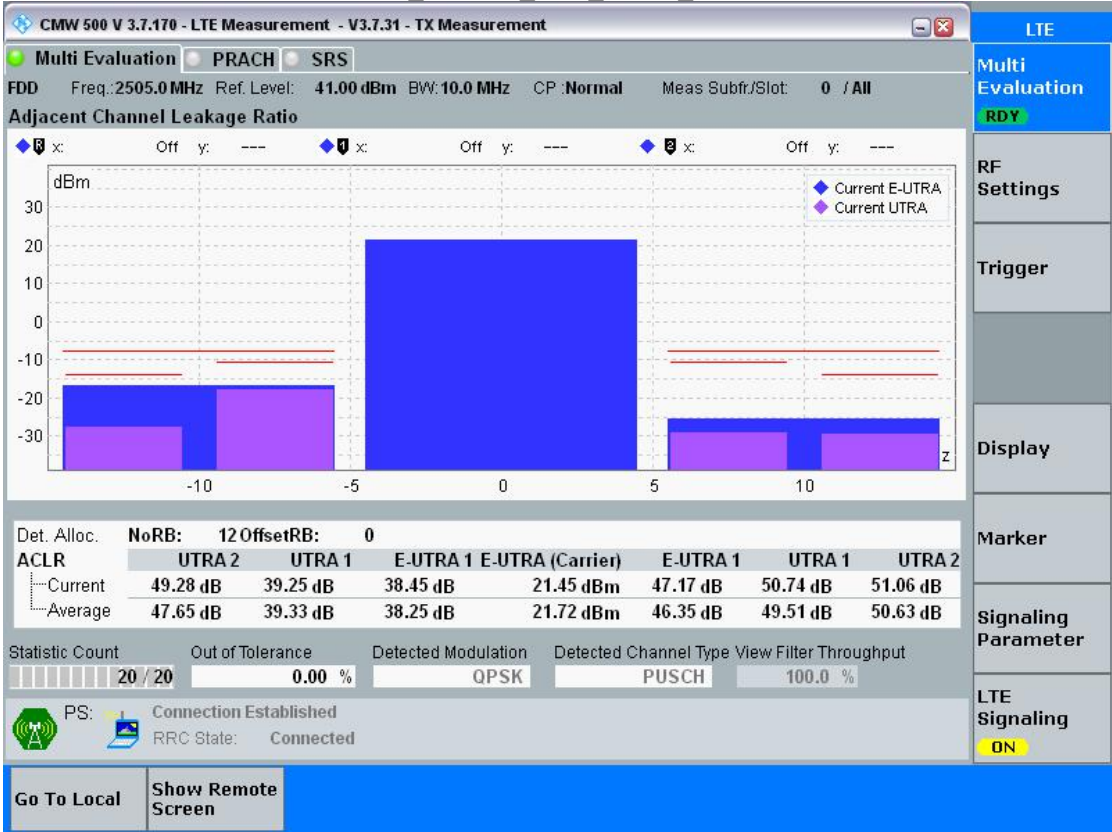 CMW 500 V 3.7.170 - LTE Measurement - V3.7.31 - TX Measurement
LTE
Multi Evaluation PRACH SRS
Multi
Evaluation
RDY
FDD Freq.:2505.0 MHz Ref. Level: 41.00 dBm BW:10.0 MHz CP :Normal Meas Subfr./Slot: 0 / All
Adjacent Channel Leakage Ratio
R x: Off y: --- 1 x: Off y: --- 2 x: Off y: ---
dBm
Current E-UTRA
Current UTRA
30
20
10
0
-10
-20
-30
z
-10 -5 0 5 10
RF
Settings
Trigger
Display
Marker
Signaling
Parameter
LTE
Signaling
ON
Det. Alloc. NoRB: 12 OffsetRB: 0
ACLR UTRA 2 UTRA 1 E-UTRA 1 E-UTRA (Carrier) E-UTRA 1 UTRA 1 UTRA 2
Current 49.28 dB 39.25 dB 38.45 dB 21.45 dBm 47.17 dB 50.74 dB 51.06 dB
Average 47.65 dB 39.33 dB 38.25 dB 21.72 dBm 46.35 dB 49.51 dB 50.63 dB
Statistic Count Out of Tolerance Detected Modulation Detected Channel Type View Filter Throughput
20 / 20 0.00 % QPSK PUSCH 100.0 %
PS: Connection Established
RRC State: Connected
Go To Local
Show Remote
Screen